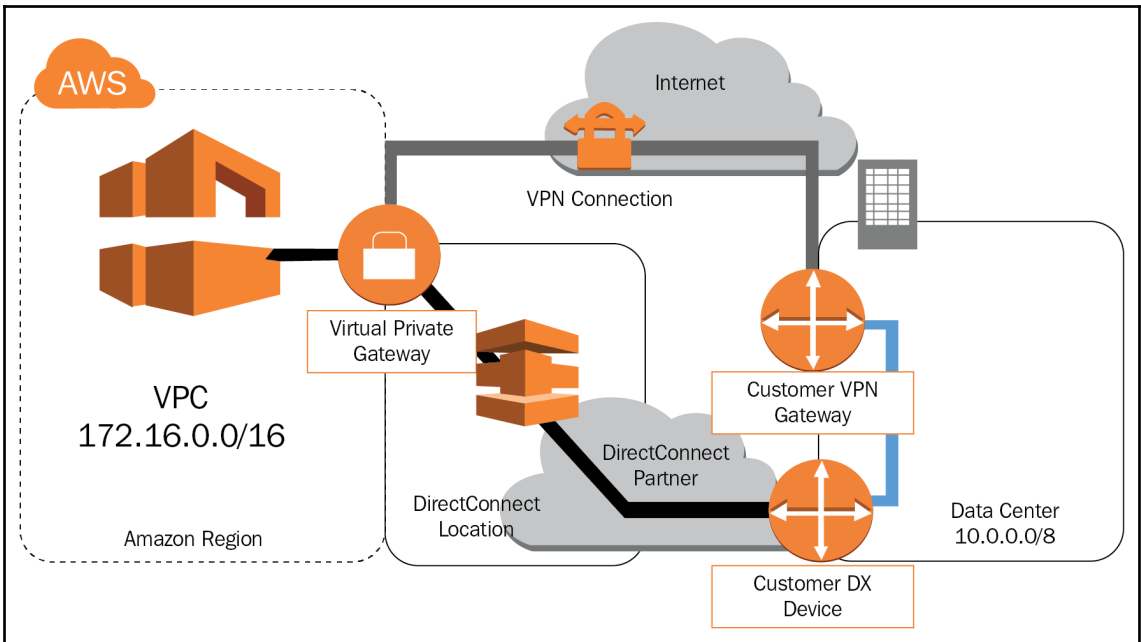 AWS
Internet
VPN Connection
Virtual Private
Gateway
VPC
172.16.0.0/16
Customer VPN
Gateway
DirectConnect
Partner
DirectConnect
Location
Amazon Region
Data Center
10.0.0.0/8
Customer DX
Device